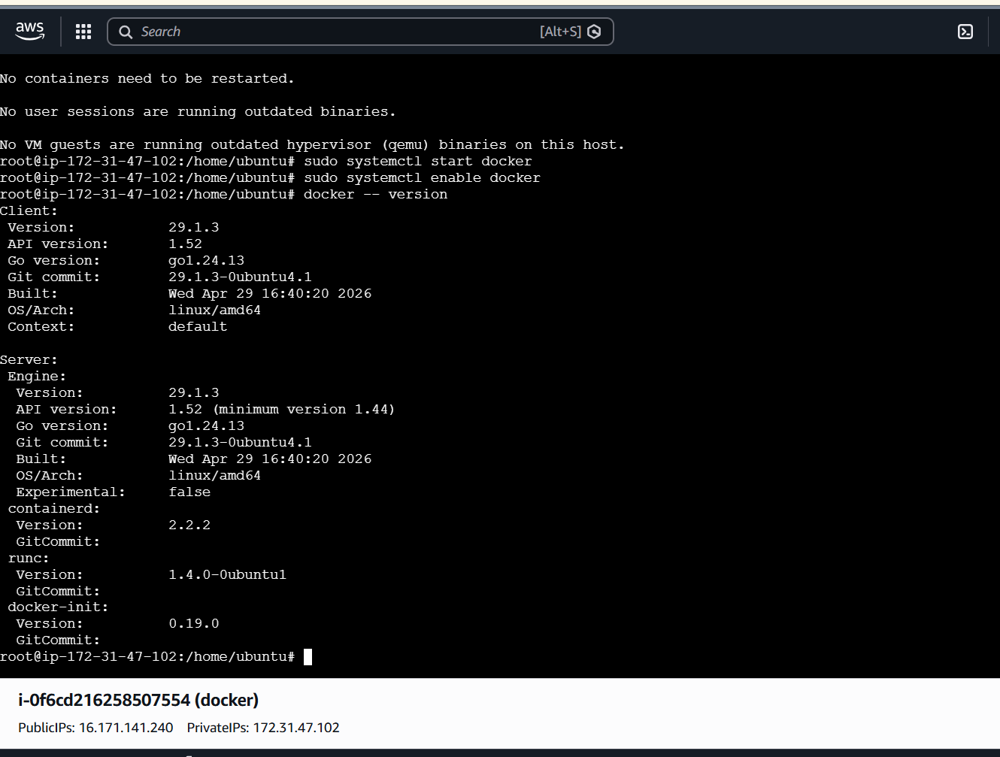 aws
Search [Alt+S]
No containers need to be restarted.
No user sessions are running outdated binaries.
No VM guests are running outdated hypervisor (qemu) binaries on this host.
root@ip-172-31-47-102:/home/ubuntu# sudo systemctl start docker
root@ip-172-31-47-102:/home/ubuntu# sudo systemctl enable docker
root@ip-172-31-47-102:/home/ubuntu# docker -- version
Client:
Version: 29.1.3
API version: 1.52
Go version: go1.24.13
Git commit: 29.1.3-0ubuntu4.1
Built: Wed Apr 29 16:40:20 2026
OS/Arch: linux/amd64
Context: default
Server:
Engine:
Version: 29.1.3
API version: 1.52 (minimum version 1.44)
Go version: go1.24.13
Git commit: 29.1.3-0ubuntu4.1
Built: Wed Apr 29 16:40:20 2026
OS/Arch: linux/amd64
Experimental: false
containerd:
Version: 2.2.2
GitCommit:
runc:
Version: 1.4.0-0ubuntu1
GitCommit:
docker-init:
Version: 0.19.0
GitCommit:
root@ip-172-31-47-102:/home/ubuntu#
i-0f6cd216258507554 (docker)
PublicIPs: 16.171.141.240 PrivateIPs: 172.31.47.102